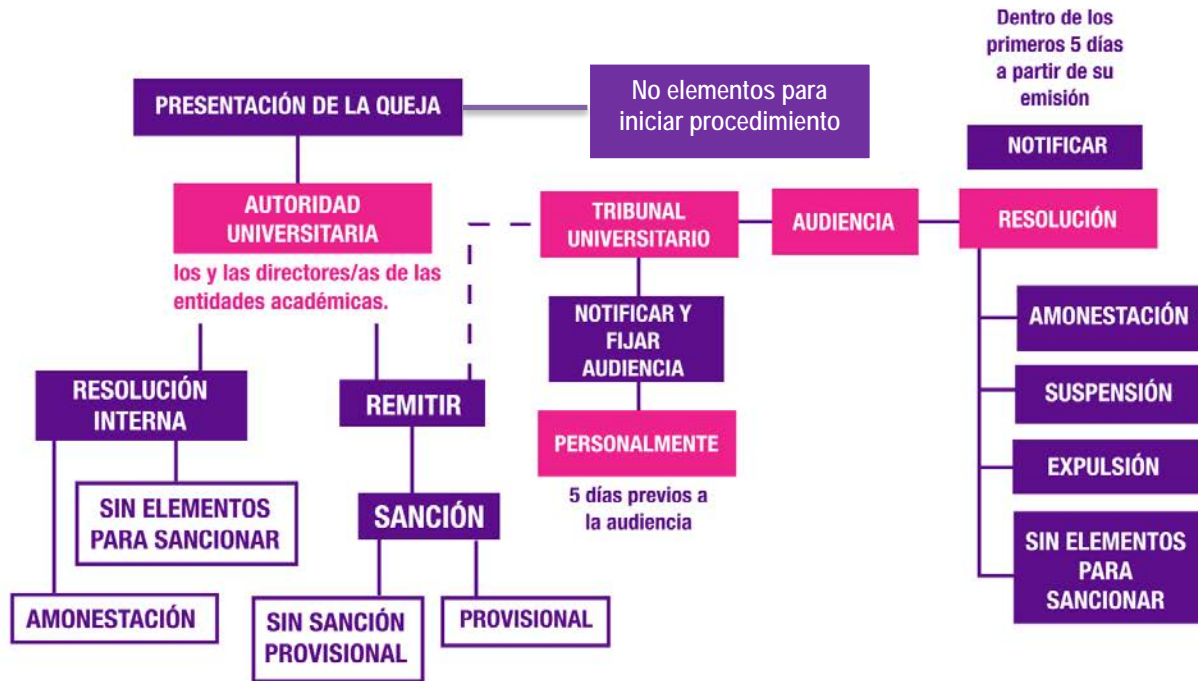 PRESENTACIÓN DE LA QUEJA
No elementos para
iniciar procedimiento
Dentro de los
primeros 5 días
a partir de su
emisión
NOTIFICAR
AUTORIDAD
UNIVERSITARIA
los y las directores/as de las
entidades académicas.
TRIBUNAL
UNIVERSITARIO
AUDIENCIA
RESOLUCIÓN
RESOLUCIÓN
INTERNA
REMITIR
NOTIFICAR Y
FIJAR
AUDIENCIA
PERSONALMENTE
5 días previos a
la audiencia
SIN ELEMENTOS
PARA SANCIONAR
AMONESTACIÓN
SANCIÓN
SIN SANCIÓN
PROVISIONAL
PROVISIONAL
AMONESTACIÓN
SUSPENSIÓN
EXPULSIÓN
SIN ELEMENTOS
PARA
SANCIONAR